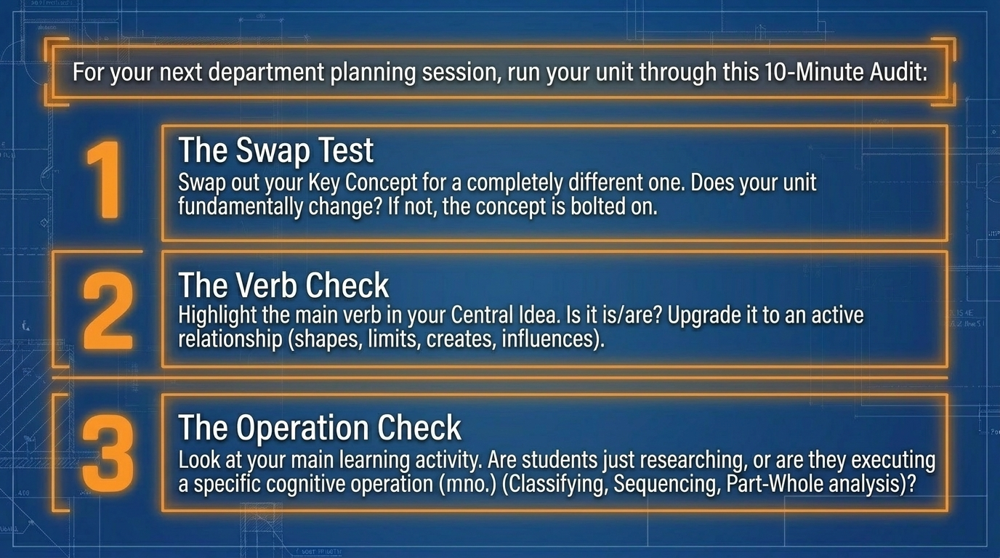 For your next department planning session, run your unit through this 10-Minute Audit:
1
The Swap Test
Swap out your Key Concept for a completely different one. Does your unit
fundamentally change? If not, the concept is bolted on.
2
The Verb Check
Highlight the main verb in your Central Idea. Is it is/are? Upgrade it to an active
relationship (shapes, limits, creates, influences).
3
The Operation Check
Look at your main learning activity. Are students just researching, or are they executing
a specific cognitive operation (mno.) (Classifying, Sequencing, Part-Whole analysis)?